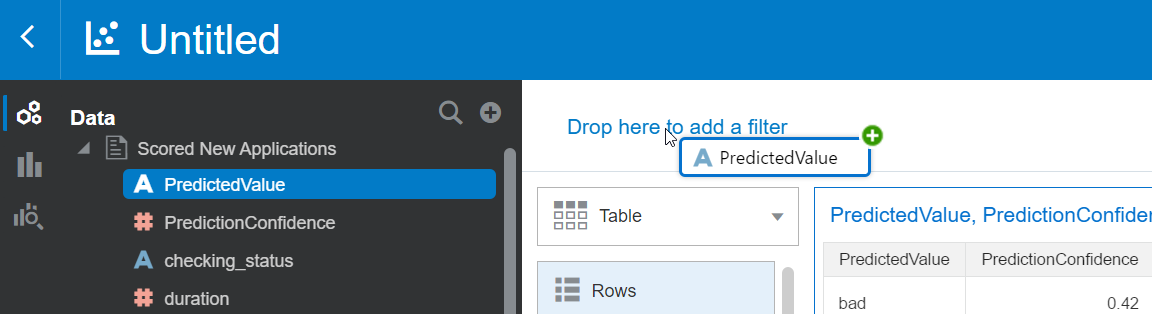 Untitled
Data
Scored New Applications
A PredictedValue
# PredictionConfidence
A checking_status
# duration
Drop here to add a filter
A PredictedValue
Table
Rows
PredictedValue, PredictionConfider
PredictedValue PredictionConfidence
bad 0.42